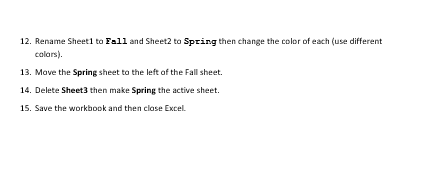 12. Rename Sheet1 to Fall and Sheet2 to Spring then change the color of each (use different
colors).
13. Move the Spring sheet to the left of the Fall sheet.
14. Delete Sheet3 then make Spring the active sheet.
15. Save the workbook and then close Excel.